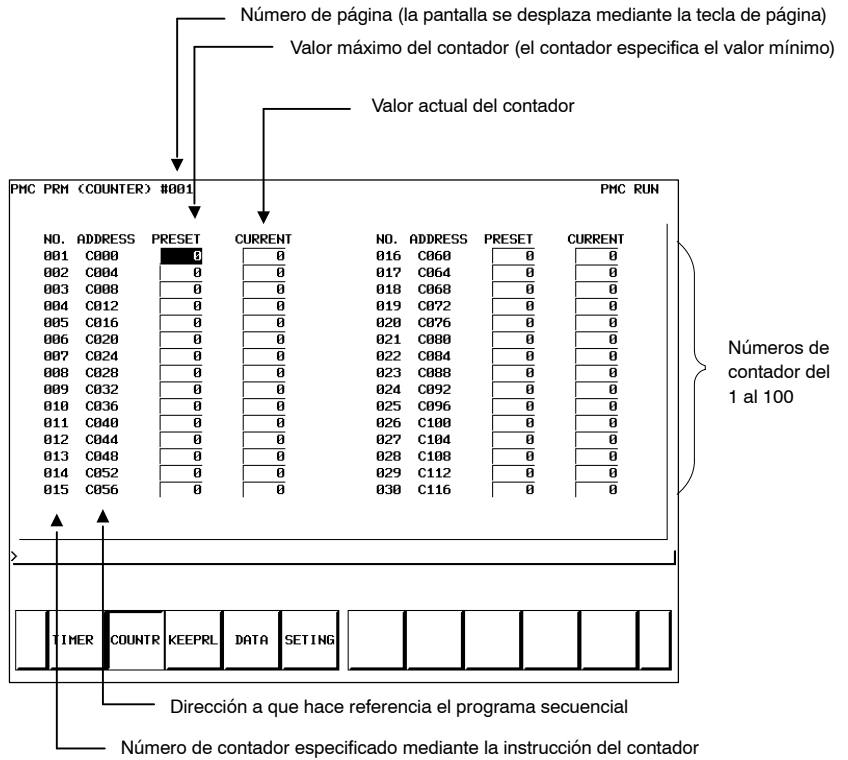 Número de página (la pantalla se desplaza mediante la tecla de página)
Valor máximo del contador (el contador especifica el valor mínimo)
Valor actual del contador
PMC PRM (COUNTER) #001 PMC RUN
NO. ADDRESS PRESET CURRENT NO. ADDRESS PRESET CURRENT
001 C000 0 0 016 C060 0 0
002 C004 0 0 017 C064 0 0
003 C008 0 0 018 C068 0 0
004 C012 0 0 019 C072 0 0
005 C016 0 0 020 C076 0 0
006 C020 0 0 021 C080 0 0
007 C024 0 0 022 C084 0 0
008 C028 0 0 023 C088 0 0
009 C032 0 0 024 C092 0 0
010 C036 0 0 025 C096 0 0
011 C040 0 0 026 C100 0 0
012 C044 0 0 027 C104 0 0
013 C048 0 0 028 C108 0 0
014 C052 0 0 029 C112 0 0
015 C056 0 0 030 C116 0 0
Números de
contador del
1 al 100
>
TIMER COUNTR KEEPRL DATA SETING
Dirección a que hace referencia el programa secuencial
Número de contador especificado mediante la instrucción del contador